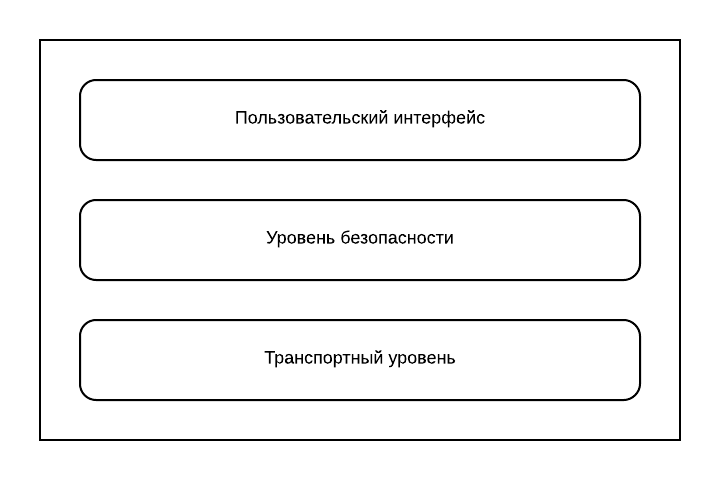 Пользовательский интерфейс
Уровень безопасности
Транспортный уровень